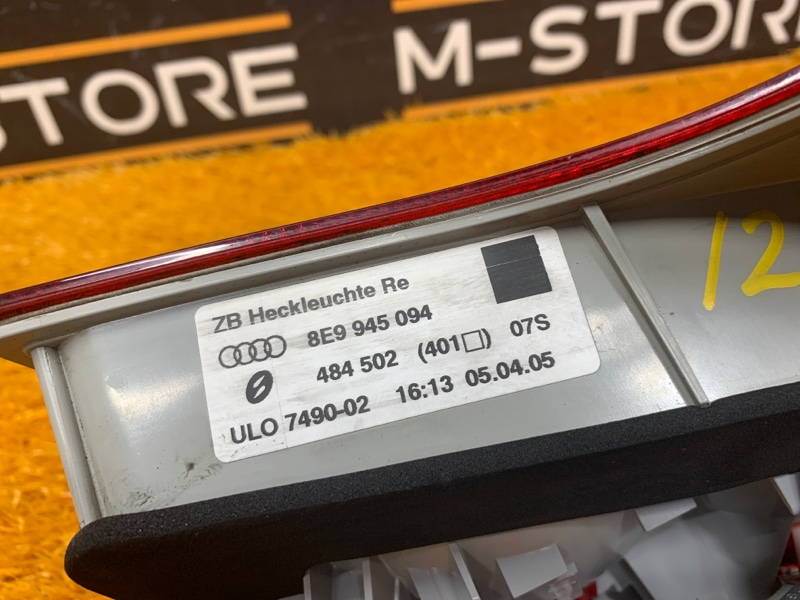 STORE
M-STORE
ZB Heckleuchte Re
8E9 945 094
484 502 (401□) 07S
ULO 7490-02 16:13 05.04.05
12